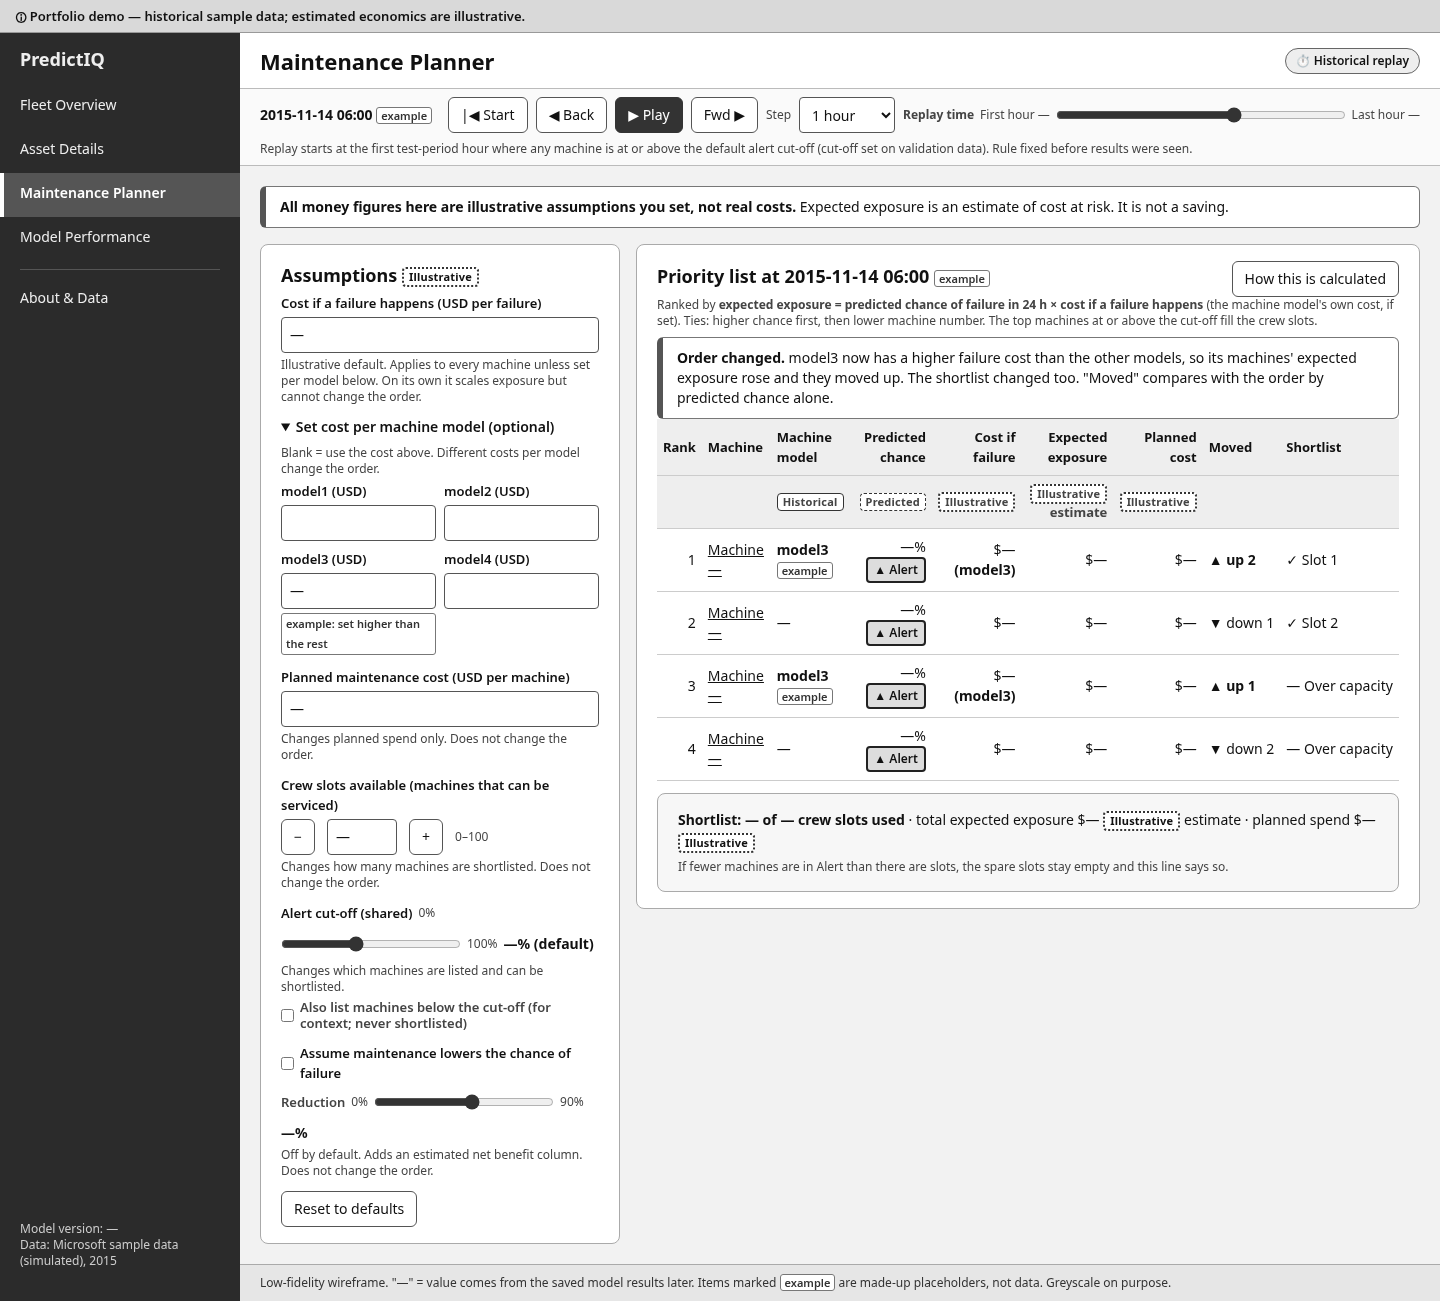 ⓘ Portfolio demo — historical sample data; estimated economics are illustrative.
PredictIQ
Fleet Overview
Asset Details
Maintenance Planner
Model Performance
About & Data
Model version: —
Data: Microsoft sample data
(simulated), 2015
Maintenance Planner
⏱ Historical replay
2015-11-14 06:00 example |◀ Start ◀ Back ▶ Play Fwd ▶ Step 1 hour Replay time First hour — Last hour —
Replay starts at the first test-period hour where any machine is at or above the default alert cut-off (cut-off set on validation data). Rule fixed before results were seen.
All money figures here are illustrative assumptions you set, not real costs. Expected exposure is an estimate of cost at risk. It is not a saving.
Assumptions Illustrative
Cost if a failure happens (USD per failure)
—
Illustrative default. Applies to every machine unless set
per model below. On its own it scales exposure but
cannot change the order.
▼ Set cost per machine model (optional)
Blank = use the cost above. Different costs per model
change the order.
model1 (USD) model2 (USD)
model3 (USD) model4 (USD)
—
example: set higher than
the rest
Planned maintenance cost (USD per machine)
—
Changes planned spend only. Does not change the
order.
Crew slots available (machines that can be
serviced)
− — + 0–100
Changes how many machines are shortlisted. Does not
change the order.
Alert cut-off (shared) 0%
100% —% (default)
Changes which machines are listed and can be
shortlisted.
Also list machines below the cut-off (for
context; never shortlisted)
Assume maintenance lowers the chance of
failure
Reduction 0% 90%
—%
Off by default. Adds an estimated net benefit column.
Does not change the order.
Reset to defaults
Priority list at 2015-11-14 06:00 example
How this is calculated
Ranked by expected exposure = predicted chance of failure in 24 h × cost if a failure happens (the machine model's own cost, if
set). Ties: higher chance first, then lower machine number. The top machines at or above the cut-off fill the crew slots.
Order changed. model3 now has a higher failure cost than the other models, so its machines' expected
exposure rose and they moved up. The shortlist changed too. "Moved" compares with the order by
predicted chance alone.
Rank Machine Machine model Predicted chance Cost if failure Expected exposure Planned cost Moved Shortlist
Historical Predicted Illustrative Illustrative estimate Illustrative
1 Machine — model3 example —% ▲ Alert $— (model3) $— $— ▲ up 2 ✓ Slot 1
2 Machine — — —% ▲ Alert $— $— $— ▼ down 1 ✓ Slot 2
3 Machine — model3 example —% ▲ Alert $— (model3) $— $— ▲ up 1 — Over capacity
4 Machine — — —% ▲ Alert $— $— $— ▼ down 2 — Over capacity
Shortlist: — of — crew slots used · total expected exposure $— Illustrative estimate · planned spend $—
Illustrative
If fewer machines are in Alert than there are slots, the spare slots stay empty and this line says so.
Low-fidelity wireframe. "—" = value comes from the saved model results later. Items marked example are made-up placeholders, not data. Greyscale on purpose.